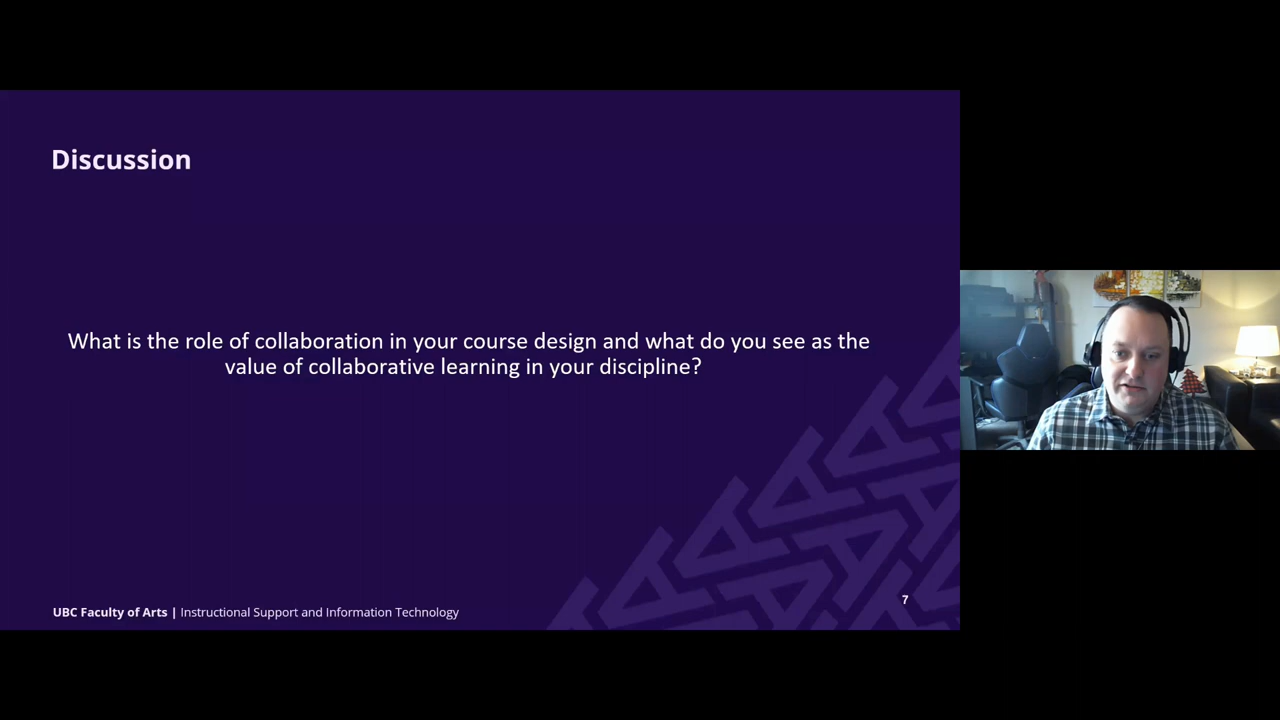 Discussion
What is the role of collaboration in your course design and what do you see as the
value of collaborative learning in your discipline?
UBC Faculty of Arts | Instructional Support and Information Technology
7